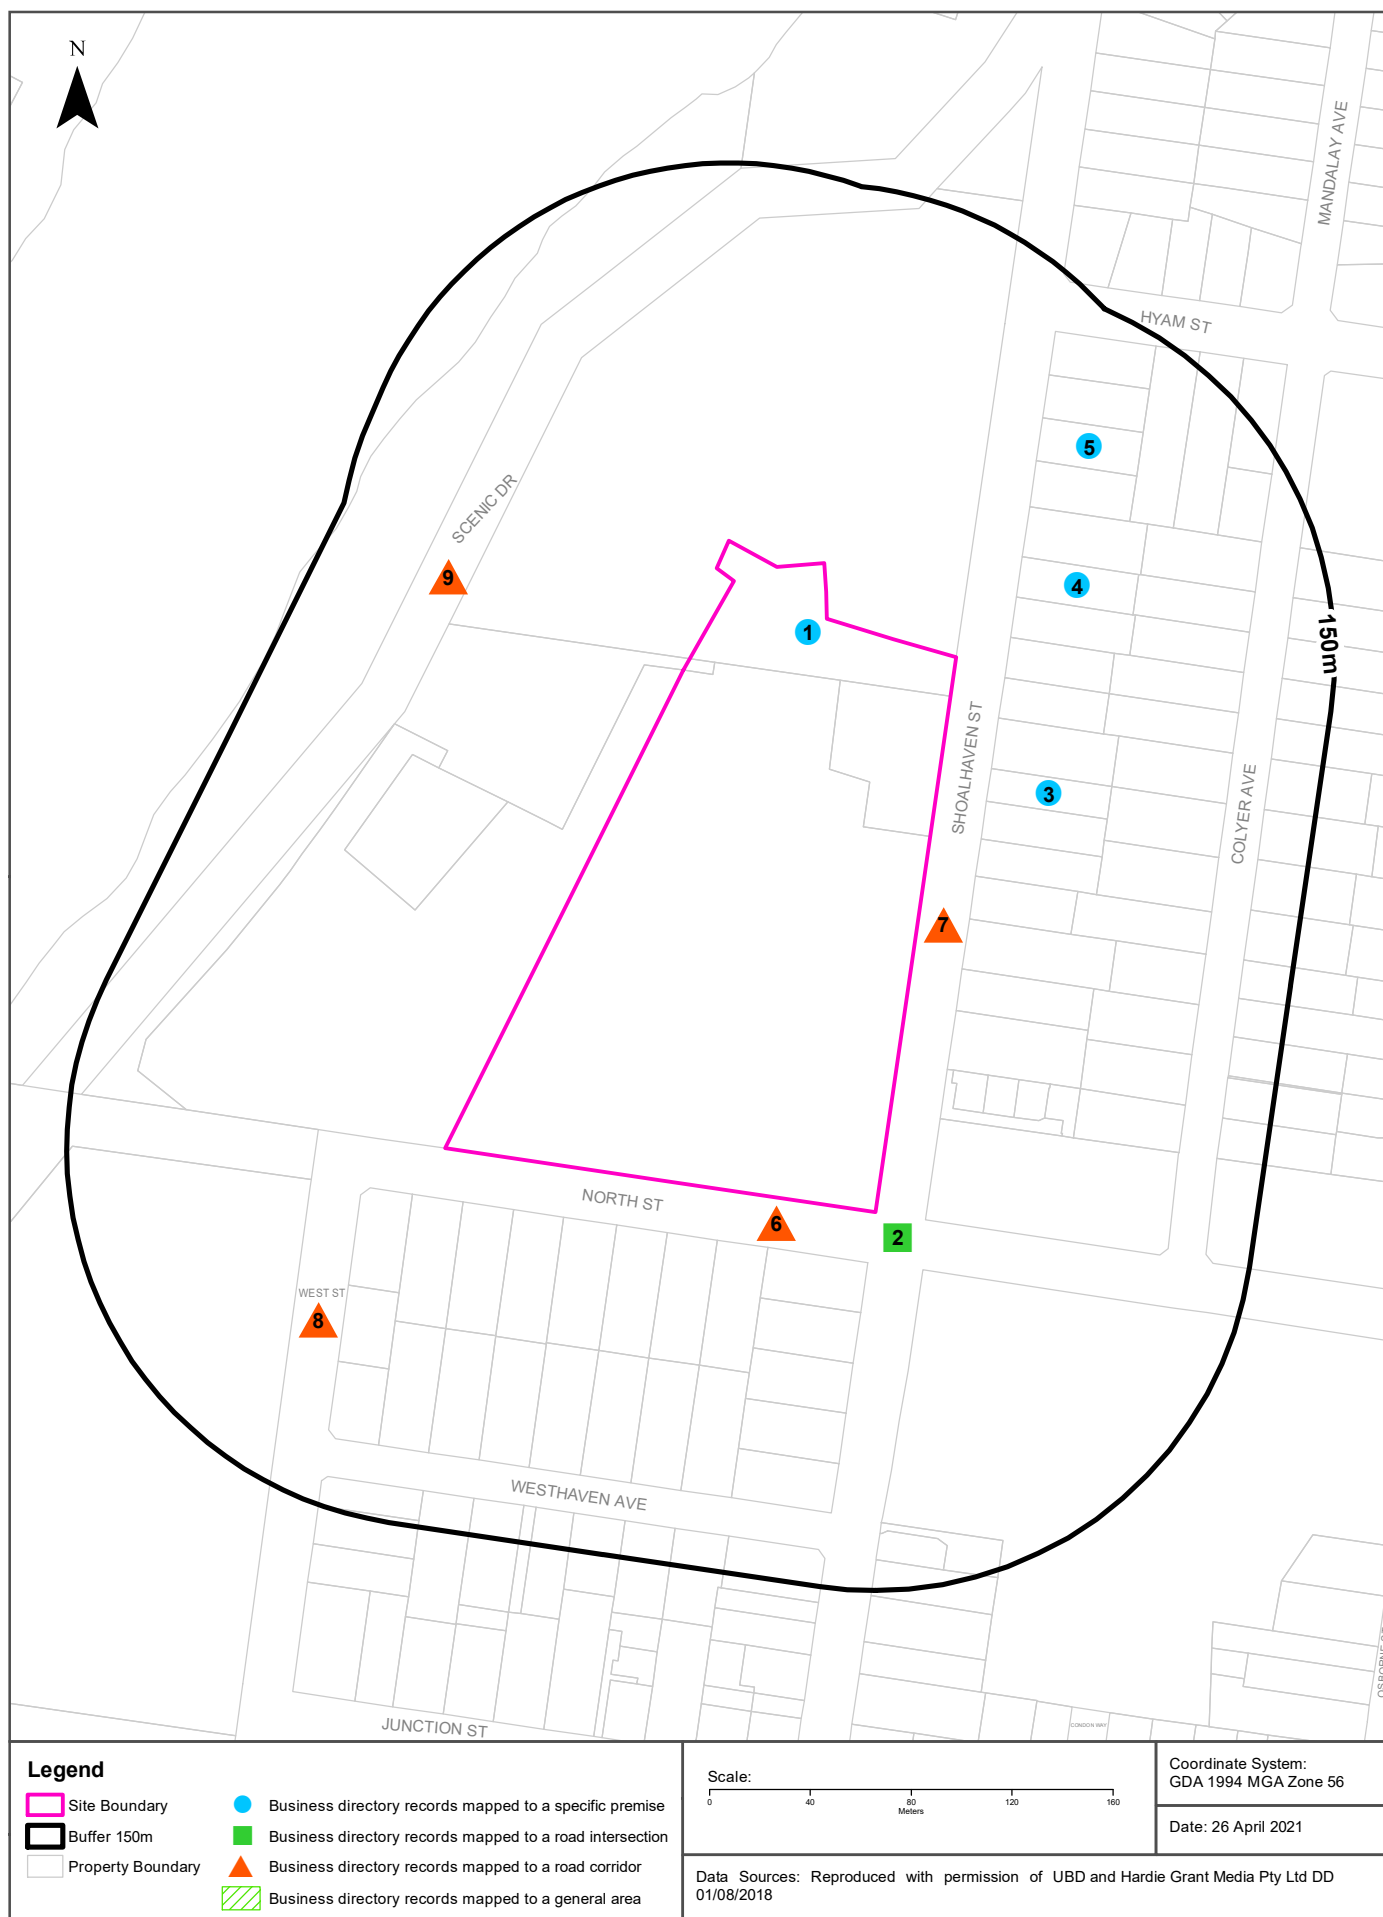 N
MANDALAY AVE
HYAM ST
5
SCENIC DR
9
4
1
150m
SHOALHAVEN ST
3
COLYER AVE
7
NORTH ST
6
2
WEST ST
8
WESTHAVEN AVE
OSBORNE ST
JUNCTION ST
CONDON WAY
Legend
Site Boundary
Buffer 150m
Property Boundary
Business directory records mapped to a specific premise
Business directory records mapped to a road intersection
Business directory records mapped to a road corridor
Business directory records mapped to a general area
Scale:
0 40 80 120 160
Meters
Coordinate System:
GDA 1994 MGA Zone 56
Date: 26 April 2021
Data Sources: Reproduced with permission of UBD and Hardie Grant Media Pty Ltd DD
01/08/2018